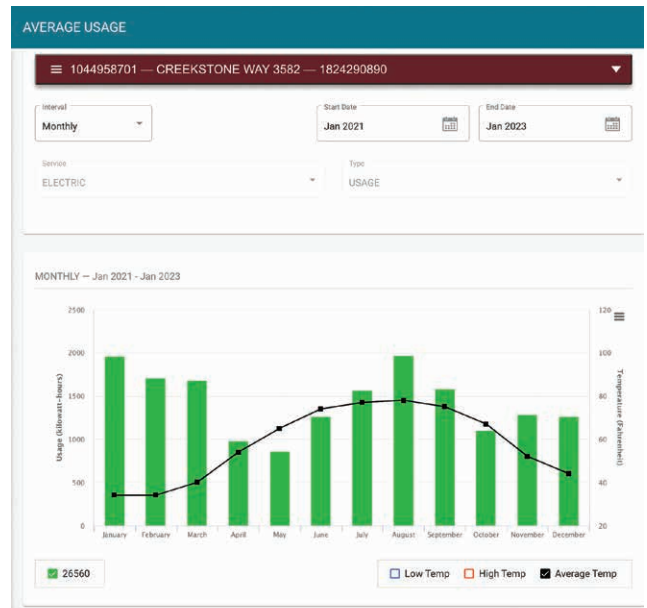 AVERAGE USAGE
1044958701 — CREEKSTONE WAY 3582 — 1824290890
Interval
Monthly
Start Date
Jan 2021
End Date
Jan 2023
Service
ELECTRIC
Type
USAGE
MONTHLY — Jan 2021 - Jan 2023
Usage (kilowatt-hours)
2500
2000
1500
1000
500
0
120
100
80
60
40
20
Temperature (Fahrenheit)
January February March April May June July August September October November December
26560
Low Temp High Temp Average Temp